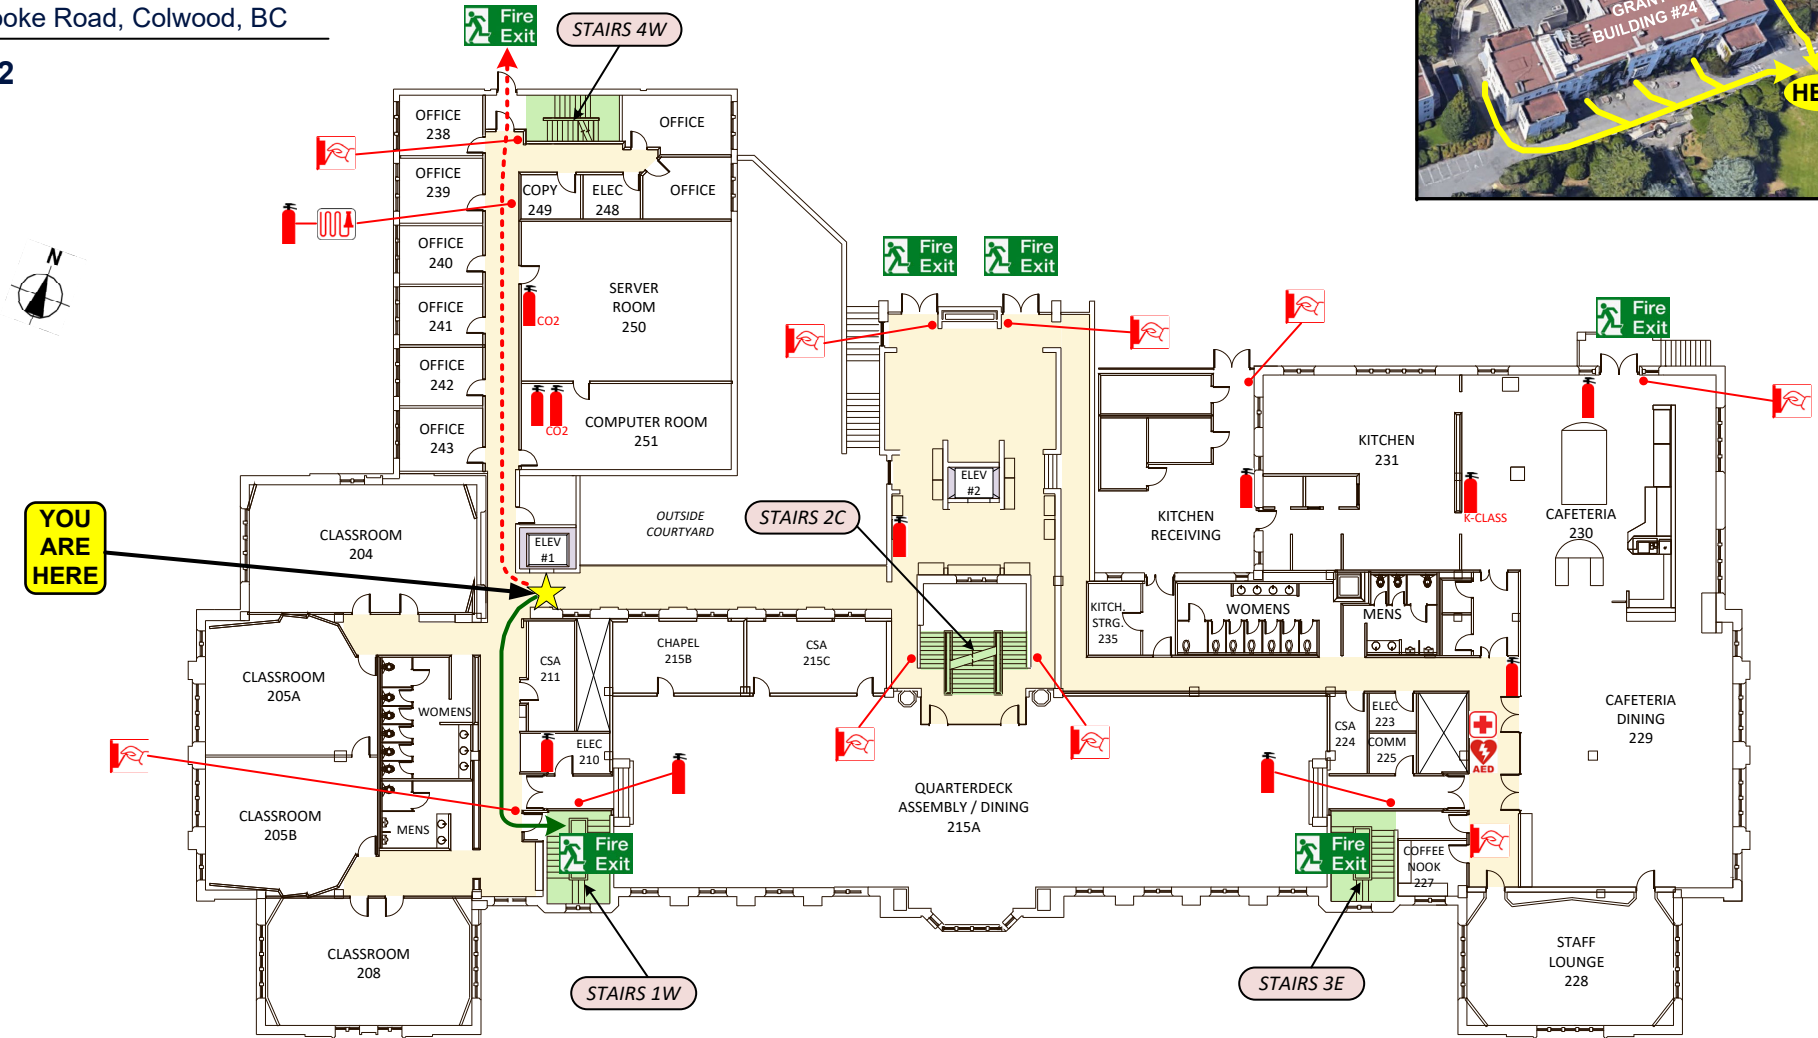 ooke Road, Colwood, BC
2
Fire
Exit
STAIRS 4W
GRANT
BUILDING #24
OFFICE
238
OFFICE
OFFICE
239
COPY
249
ELEC
248
OFFICE
N
OFFICE
240
OFFICE
241
SERVER
ROOM
250
CO2
Fire
Exit
Fire
Exit
Fire
Exit
OFFICE
242
OFFICE
243
CO2
COMPUTER ROOM
251
KITCHEN
231
ELEV
#2
YOU
ARE
HERE
CLASSROOM
204
ELEV
#1
OUTSIDE
COURTYARD
STAIRS 2C
KITCHEN
RECEIVING
K-CLASS
CAFETERIA
230
KITCH.
STRG.
235
WOMENS
MENS
CLASSROOM
205A
WOMENS
CSA
211
CHAPEL
215B
CSA
215C
CAFETERIA
DINING
229
ELEC
210
CSA
224
ELEC
223
COMM
225
AED
CLASSROOM
205B
MENS
QUARTERDECK
ASSEMBLY / DINING
215A
Fire
Exit
Fire
Exit
COFFEE
NOOK
227
CLASSROOM
208
STAIRS 1W
STAIRS 3E
STAFF
LOUNGE
228